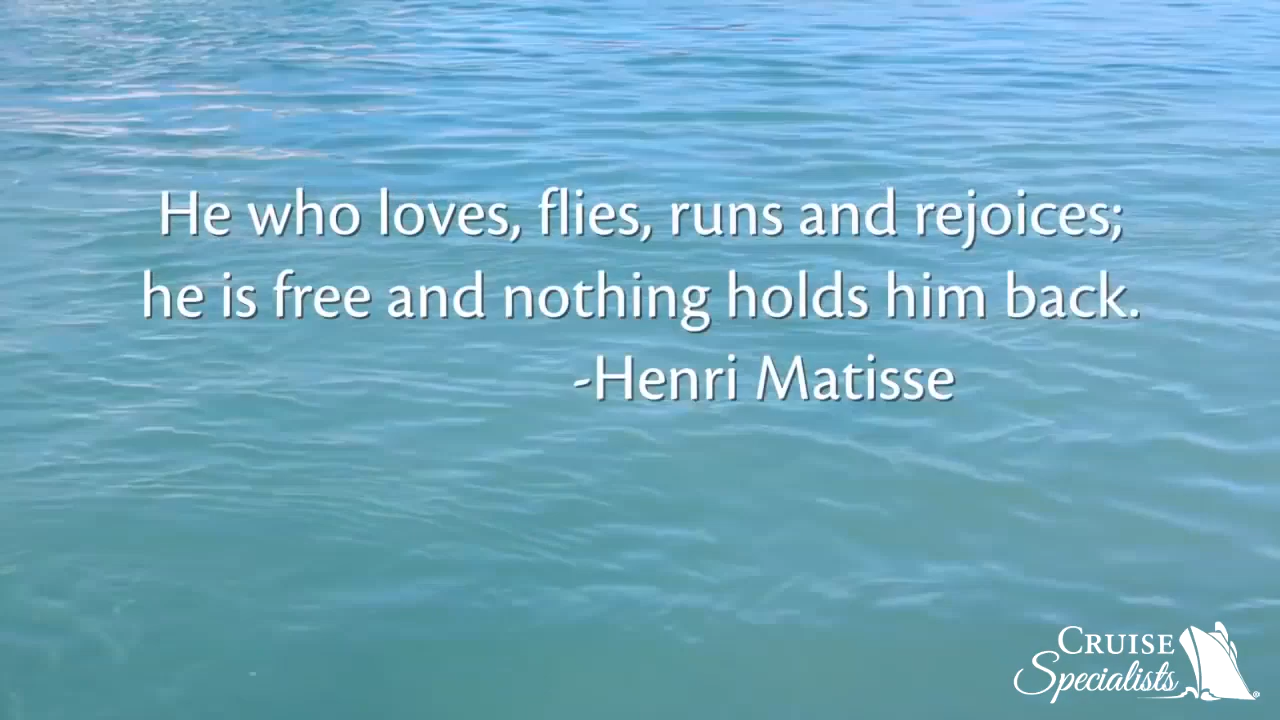 He who loves, flies, runs and rejoices;
he is free and nothing holds him back.
-Henri Matisse
CRUISE
Specialists